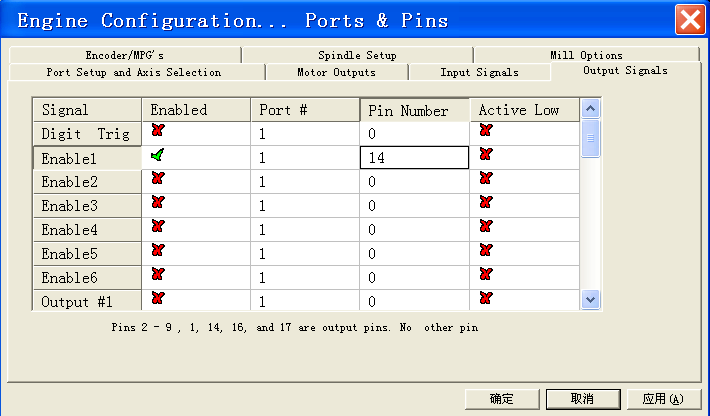 Engine Configuration... Ports & Pins
Encoder/MPG's Spindle Setup Mill Options
Port Setup and Axis Selection Motor Outputs Input Signals Output Signals
Signal Enabled Port # Pin Number Active Low
Digit Trig 1 0
Enable1 1 14
Enable2 1 0
Enable3 1 0
Enable4 1 0
Enable5 1 0
Enable6 1 0
Output #1 1 0
Pins 2 - 9 , 1, 14, 16, and 17 are output pins. No other pin
确定 取消 应用(A)